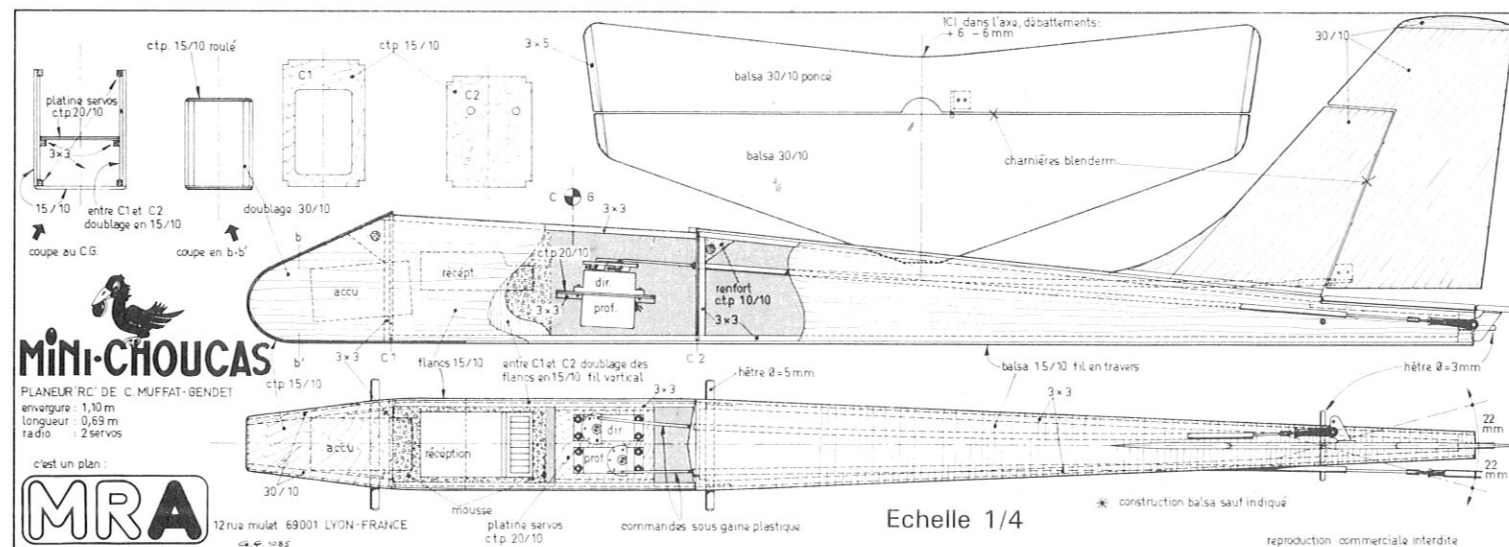 ctp. 15/10 roulé
ctp. 15/10
C1
C2
platine servos
c.t.p. 20/10
3×3
15/10
entre C1 et C2
doublage en 15/10
coupe au C.G.
doublage 30/10
coupe en b-b'
3×5
ICI dans l'axe, débattements:
+6 -6 mm
balsa 30/10 poncé
balsa 30/10
charnières blenderm
30/10
C G
3×3
b
accu
récept.
c.t.p. 20/10
dir.
prof.
3×3
renfort
c.t.p 10/10
3×3
MINI-CHOUCAS
PLANEUR "RC" DE C. MUFFAT-GENDET
envergure : 1,10 m
longueur : 0,69 m
radio : 2 servos
c'est un plan :
MRA
12 rue mulet 69001 LYON-FRANCE
G.F. 1985
b'
ctp 15/10
3×3
C1
flancs 15/10
entre C1 et C2 doublage des
flancs en 15/10 fil vertical
C2
hêtre Ø=5mm
balsa 15/10 fil en travers
hêtre Ø=3mm
3×3
3×3
accu
réception
dir
prof
30/10
mousse
platine servos
c.t.p. 20/10
commandes sous gaine plastique
22
mm
22
mm
Echelle 1/4
* construction balsa sauf indiqué
reproduction commerciale interdite